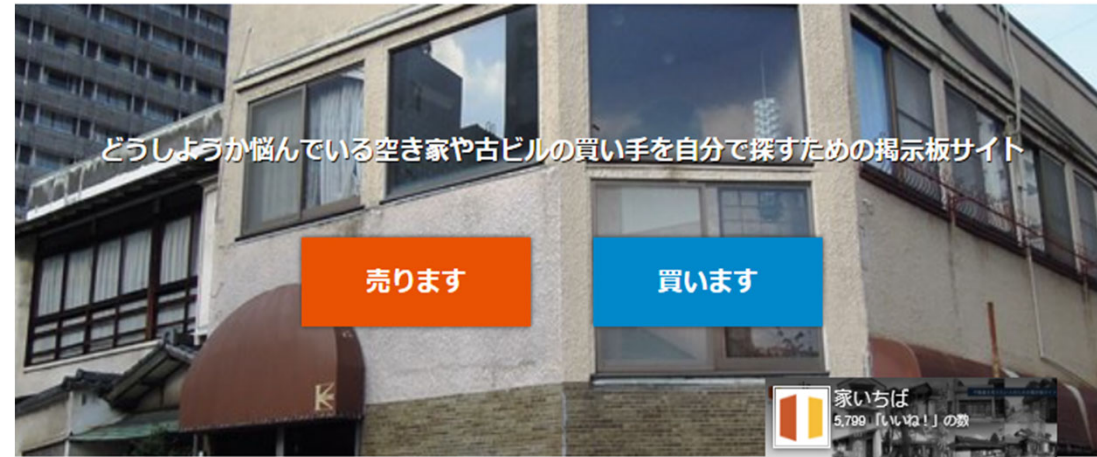 どうしようか悩んでいる空き家や古ビルの買い手を自分で探すための掲示板サイト
売ります
買います
家いちば
5,799 「いいね！」の数